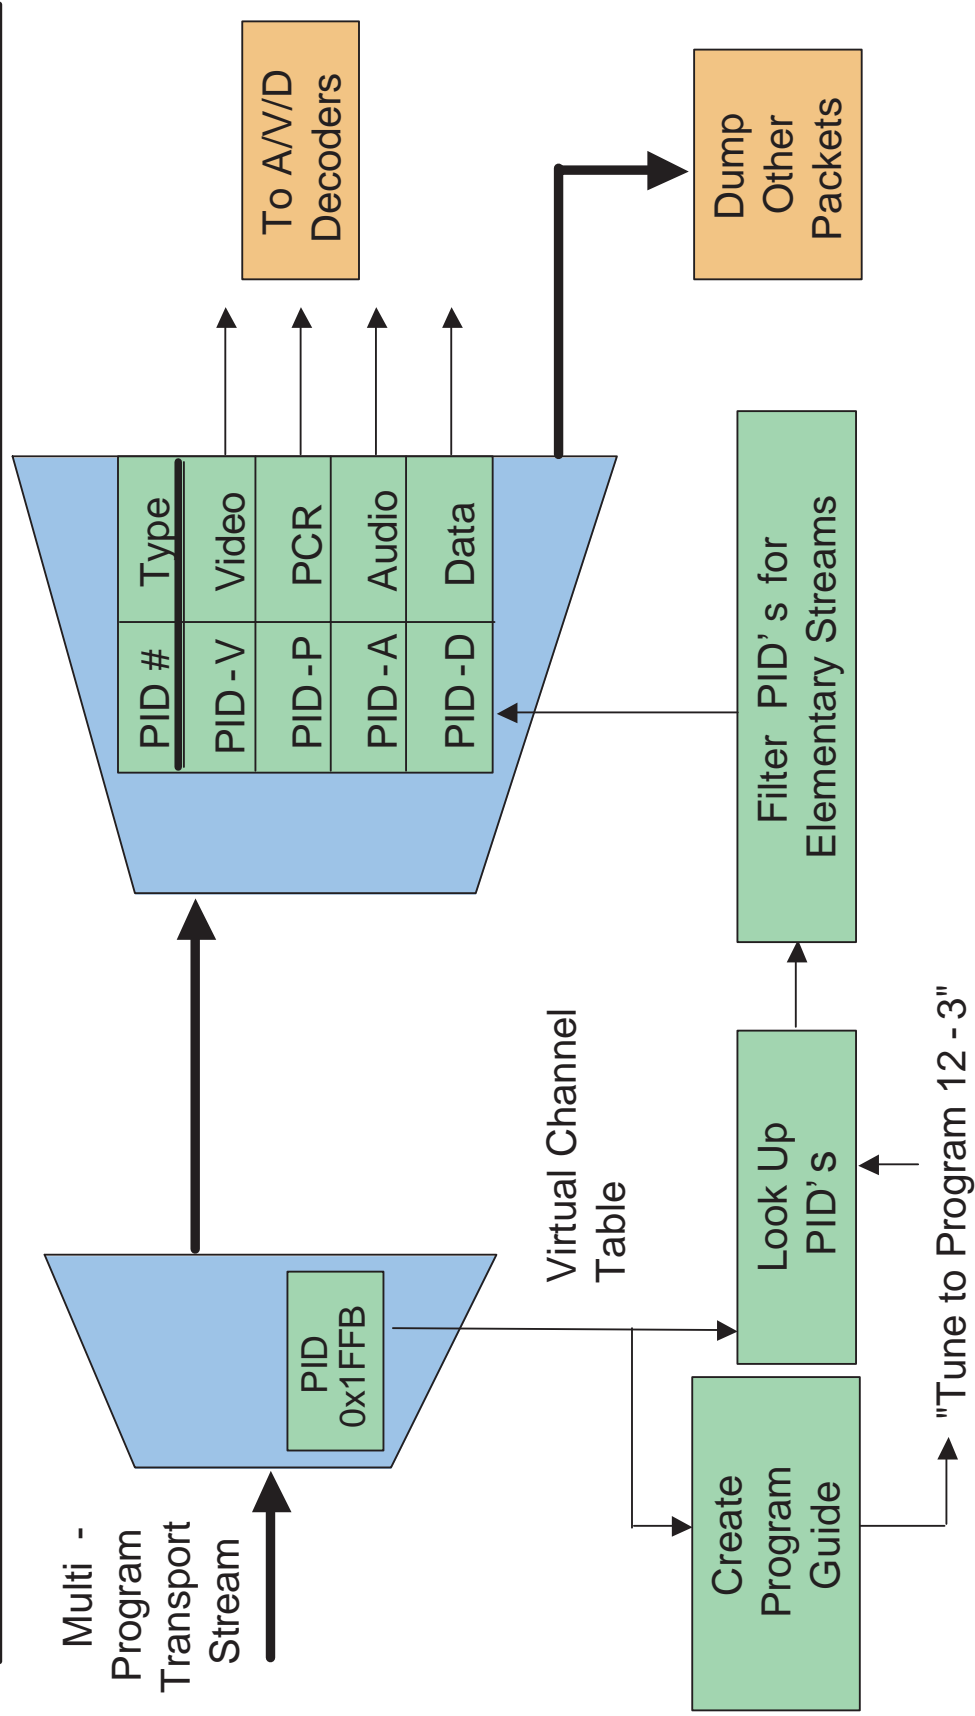 Multi -
Program
Transport
Stream
PID
0x1FFB
Virtual Channel
Table
Create
Program
Guide
"Tune to Program 12 - 3"
Look Up
PID's
Filter PID's for
Elementary Streams
PID # Type
PID - V Video
PID - P PCR
PID - A Audio
PID - D Data
To A/V/D
Decoders
Dump
Other
Packets